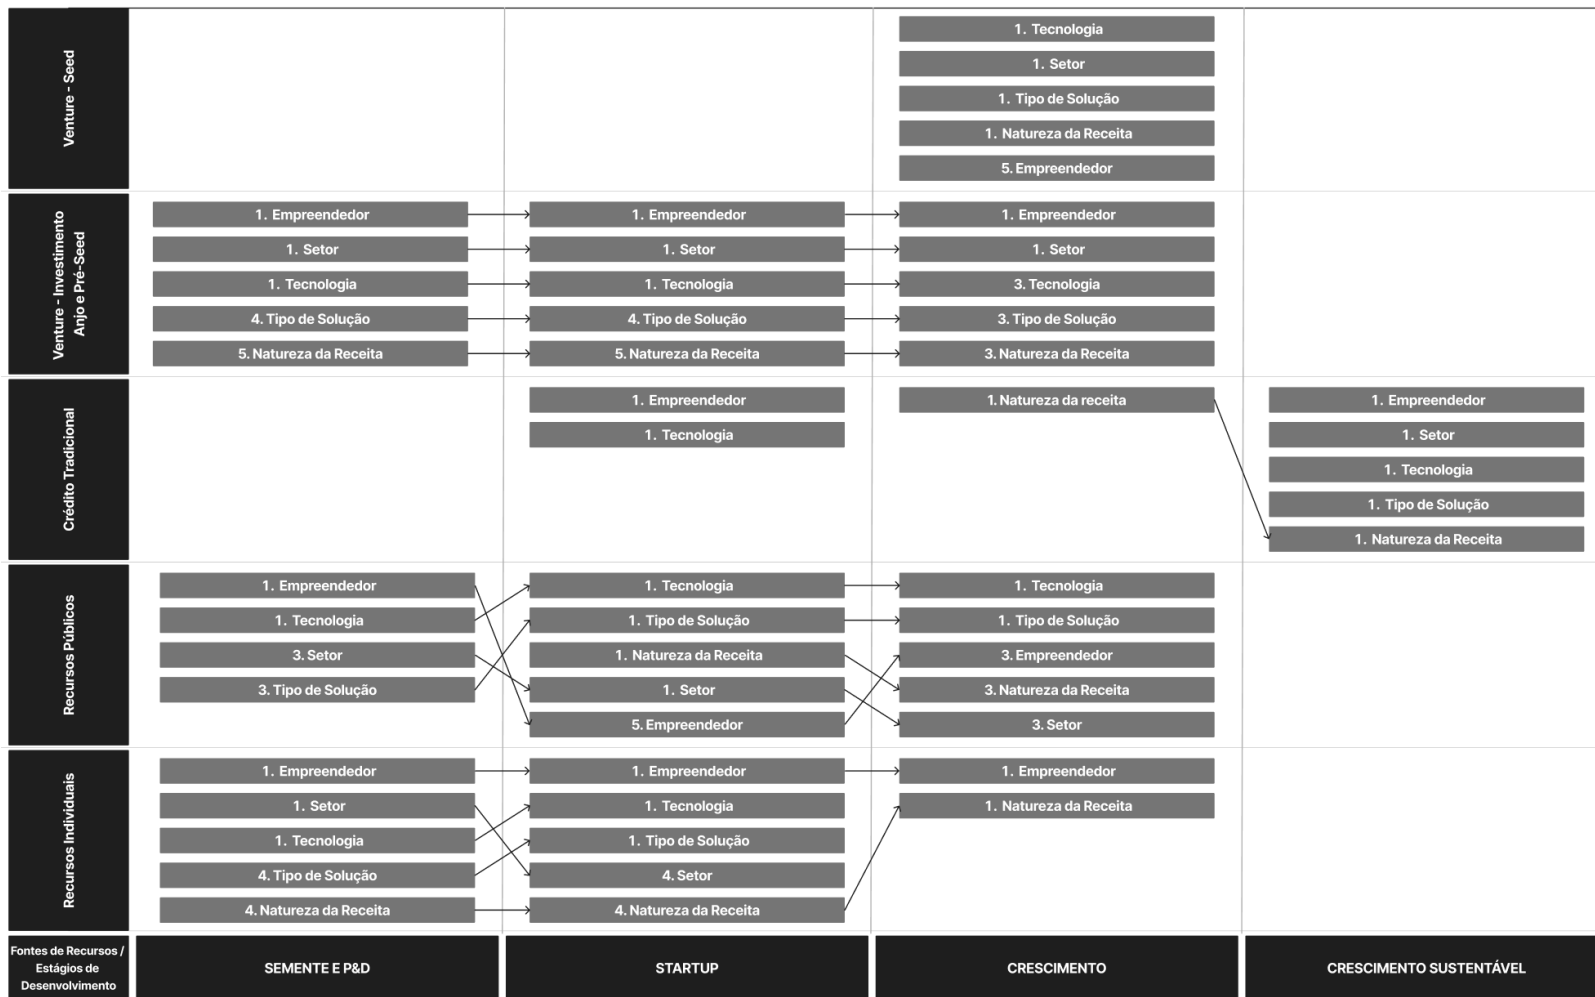 Venture - Seed
1. Tecnologia
1. Setor
1. Tipo de Solução
1. Natureza da Receita
5. Empreendedor
Venture - Investimento
Anjo e Pré-Seed
1. Empreendedor
1. Setor
1. Tecnologia
4. Tipo de Solução
5. Natureza da Receita
1. Empreendedor
1. Setor
1. Tecnologia
4. Tipo de Solução
5. Natureza da Receita
1. Empreendedor
1. Setor
3. Tecnologia
3. Tipo de Solução
3. Natureza da Receita
Crédito Tradicional
1. Empreendedor
1. Tecnologia
1. Natureza da receita
1. Empreendedor
1. Setor
1. Tecnologia
1. Tipo de Solução
1. Natureza da Receita
Recursos Públicos
1. Empreendedor
1. Tecnologia
3. Setor
3. Tipo de Solução
1. Tecnologia
1. Tipo de Solução
1. Natureza da Receita
1. Setor
5. Empreendedor
1. Tecnologia
1. Tipo de Solução
3. Empreendedor
3. Natureza da Receita
3. Setor
Recursos Individuais
1. Empreendedor
1. Setor
1. Tecnologia
4. Tipo de Solução
4. Natureza da Receita
1. Empreendedor
1. Tecnologia
1. Tipo de Solução
4. Setor
4. Natureza da Receita
1. Empreendedor
1. Natureza da Receita
Fontes de Recursos /
Estágios de
Desenvolvimento
SEMENTE E P&D
STARTUP
CRESCIMENTO
CRESCIMENTO SUSTENTÁVEL